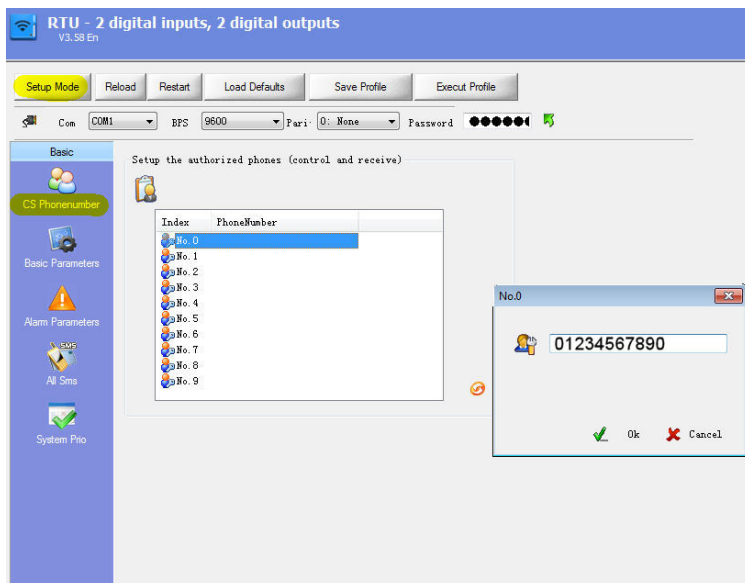 RTU - 2 digital inputs, 2 digital outputs
V3.58 En
Setup Mode Reload Restart Load Defaults Save Profile Execut Profile
Com COM1 BPS 9600 Pari: 0: None Password
Basic
CS Phonenumber
Basic Parameters
Alarm Parameters
SMS
All Sms
System Prio
Setup the authorized phones (control and receive)
Index PhoneNumber
No.0
No.1
No.2
No.3
No.4
No.5
No.6
No.7
No.8
No.9
No.0
01234567890
Ok Cancel